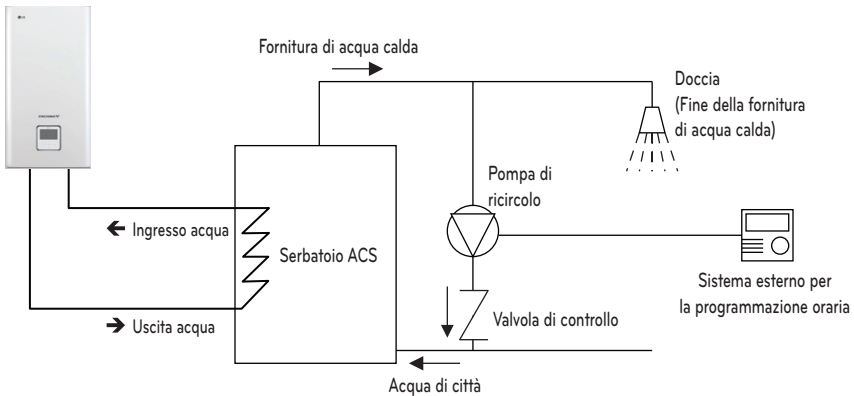 LG
Fornitura di acqua calda
Doccia
(Fine della fornitura
di acqua calda)
Pompa di
ricircolo
Ingresso acqua
Serbatoio ACS
Sistema esterno per
la programmazione oraria
Valvola di controllo
Uscita acqua
Acqua di città